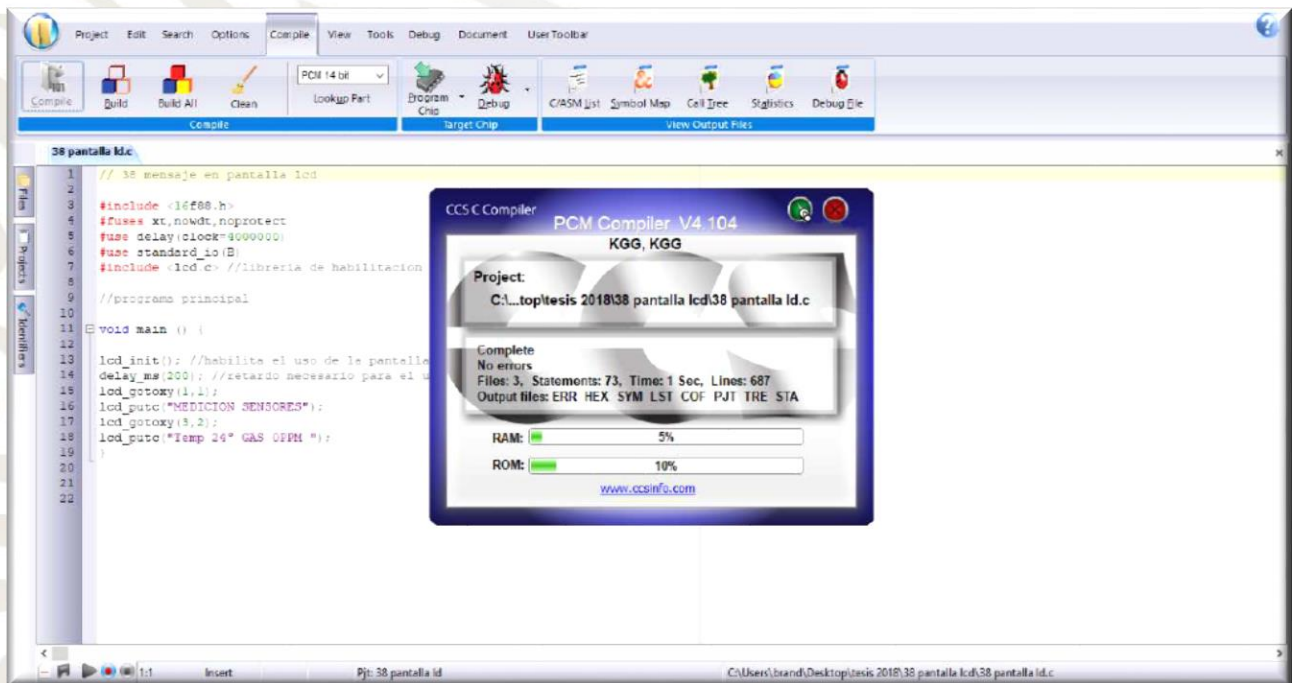 Project Edit Search Options Compile View Tools Debug Document User Toolbar
Compile Build Build All Clean PCM 14 bit Lookup Part Program Chip Debug C/ASM List Symbol Map Call Tree Statistics Debug File
Compile Target Chip View Output Files
38 pantalla ld.c
Files
Projects
Identifiers
1 // 38 mensaje en pantalla lcd
2
3 #include <16f88.h>
4 #fuses xt,nowdt,noprotect
5 #use delay(clock=4000000)
6 #use standard_io(B)
7 #include <lcd.c> //libreria de habilitacion
8
9 //programa principal
10
11 void main () {
12
13 lcd_init(); //habilita el uso de la pantalla
14 delay_ms(200); //retardo necesario para el u
15 lcd_gotoxy(1,1);
16 lcd_putc("MEDICION SENSORES");
17 lcd_gotoxy(3,2);
18 lcd_putc("Temp 24° GAS 0PPM ");
19 }
20
21
22
CCS C Compiler
PCM Compiler V4.104
KGG, KGG
Project:
C:\...top\tesis 2018\38 pantalla lcd\38 pantalla ld.c
Complete
No errors
Files: 3, Statements: 73, Time: 1 Sec, Lines: 687
Output files: ERR HEX SYM LST COF PJT TRE STA
RAM: 5%
ROM: 10%
www.ccsinfo.com
1:1 Insert Pjt: 38 pantalla ld C:\Users\brand\Desktop\tesis 2018\38 pantalla lcd\38 pantalla ld.c